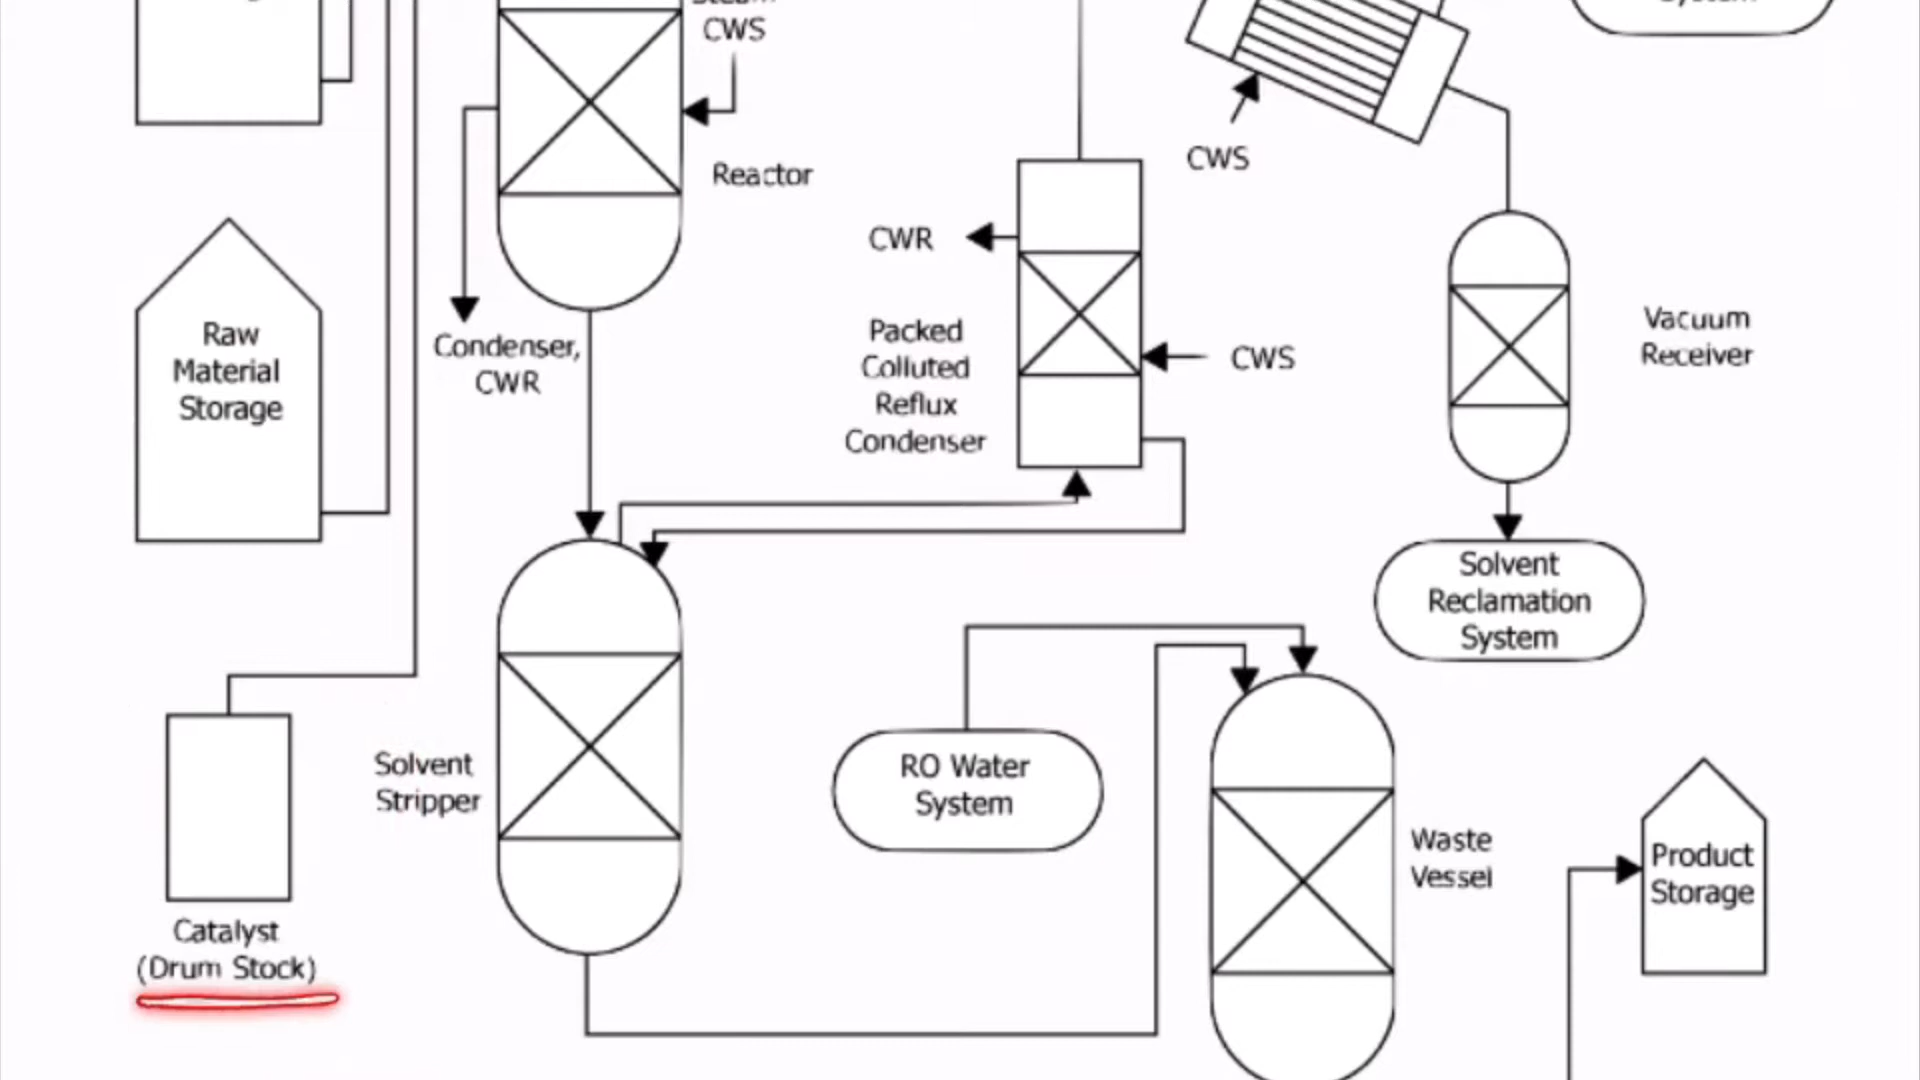 CWS
Reactor
CWS
CWR
Raw
Material
Storage
Condenser,
CWR
Packed
Colluted
Reflux
Condenser
CWS
Vacuum
Receiver
Solvent
Reclamation
System
Solvent
Stripper
RO Water
System
Waste
Vessel
Product
Storage
Catalyst
(Drum Stock)